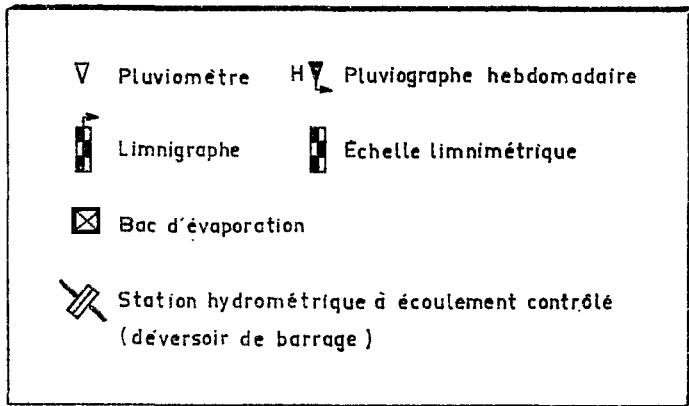 Pluviomètre H Pluviographe hebdomadaire
Limnigraphe Échelle limnimétrique
Bac d'évaporation
Station hydrométrique à écoulement contrôlé
(déversoir de barrage)